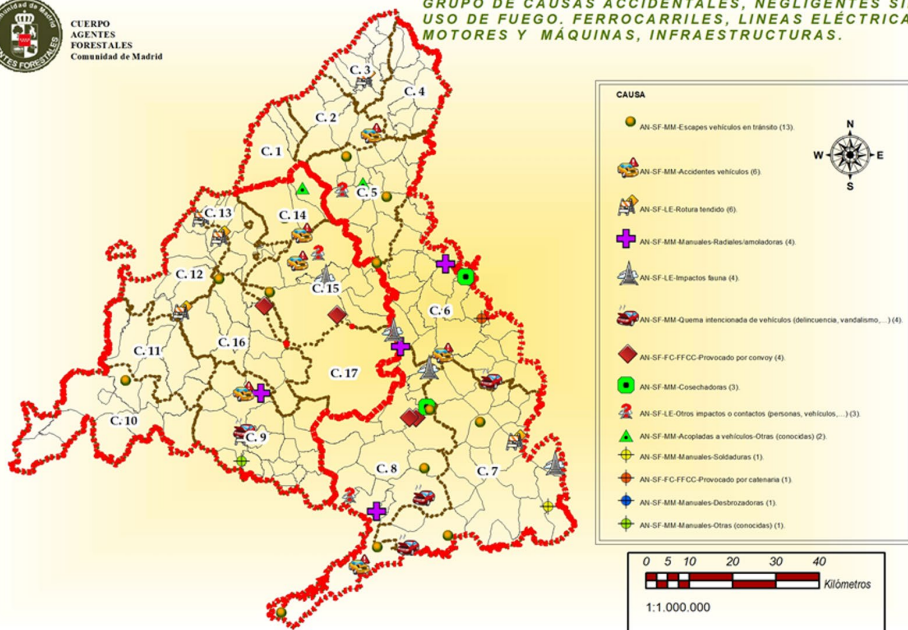 GRUPO DE CAUSAS ACCIDENTALES, NEGLIGENTES
USO DE FUEGO. FERROCARRILES, LINEAS ELÉCTRICA
MOTORES Y MÁQUINAS, INFRAESTRUCTURAS.
CUERPO
AGENTES
FORESTALES
Comunidad de Madrid
C. 3
C. 4
C. 2
C. 1
C. 5
C. 13
C. 14
C. 12
C. 15
C. 6
C. 16
C. 11
C. 17
C. 10
C. 9
C. 8
C. 7
CAUSA
AN-SF-MM-Escapes vehículos en tránsito (13).
AN-SF-MM-Accidentes vehículos (6).
AN-SF-LE-Rotura tendido (6).
AN-SF-MM-Manuales-Radiales/amoladoras (4).
AN-SF-LE-Impactos fauna (4).
AN-SF-MM-Quema intencionada de vehículos (delincuencia, vandalismo,...) (4).
AN-SF-FC-FFCC-Provocado por convoy (4).
AN-SF-MM-Cosechadoras (3).
AN-SF-LE-Otros impactos o contactos (personas, vehículos,...) (3).
AN-SF-MM-Acopladas a vehículos-Otras (conocidas) (2).
AN-SF-MM-Manuales-Soldaduras (1).
AN-SF-FC-FFCC-Provocado por catenaria (1).
AN-SF-MM-Manuales-Desbrozadoras (1).
AN-SF-MM-Manuales-Otras (conocidas) (1).
N
W E
S
0 5 10 20 30 40
Kilómetros
1:1.000.000